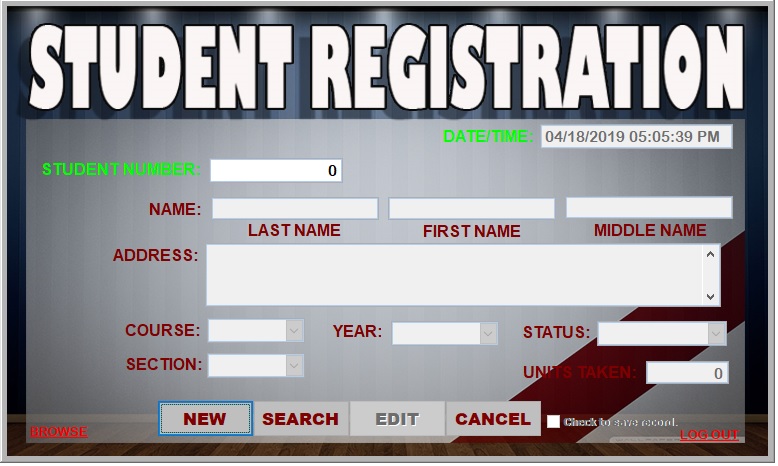 STUDENT REGISTRATION
DATE/TIME: 04/18/2019 05:05:39 PM
STUDENT NUMBER: 0
NAME:
LAST NAME FIRST NAME MIDDLE NAME
ADDRESS:
COURSE: YEAR: STATUS:
SECTION: UNITS TAKEN: 0
NEW SEARCH EDIT CANCEL Check to save record.
BROWSE LOG OUT